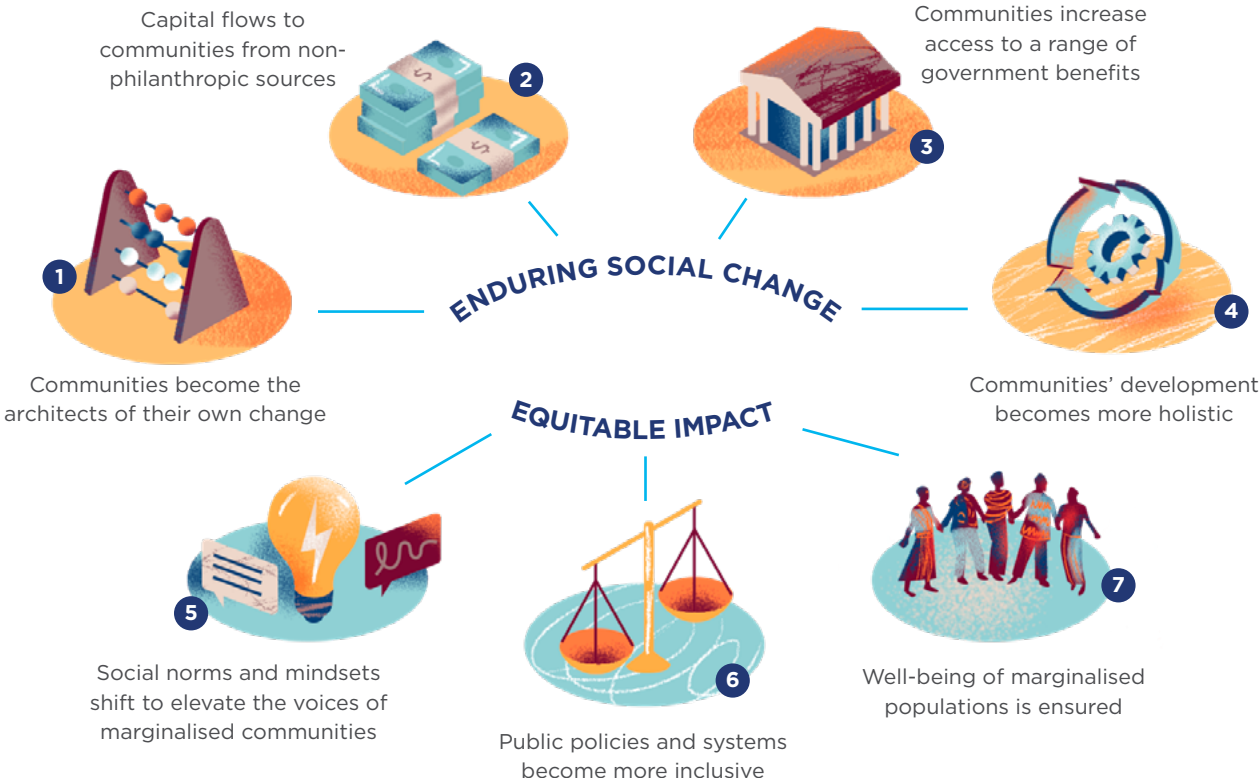 Capital flows to
communities from non-
philanthropic sources
2
Communities increase
access to a range of
government benefits
3
1
Communities become the
architects of their own change
ENDURING SOCIAL CHANGE
4
Communities’ development
becomes more holistic
EQUITABLE IMPACT
5
Social norms and mindsets
shift to elevate the voices of
marginalised communities
6
Public policies and systems
become more inclusive
7
Well-being of marginalised
populations is ensured
$
$